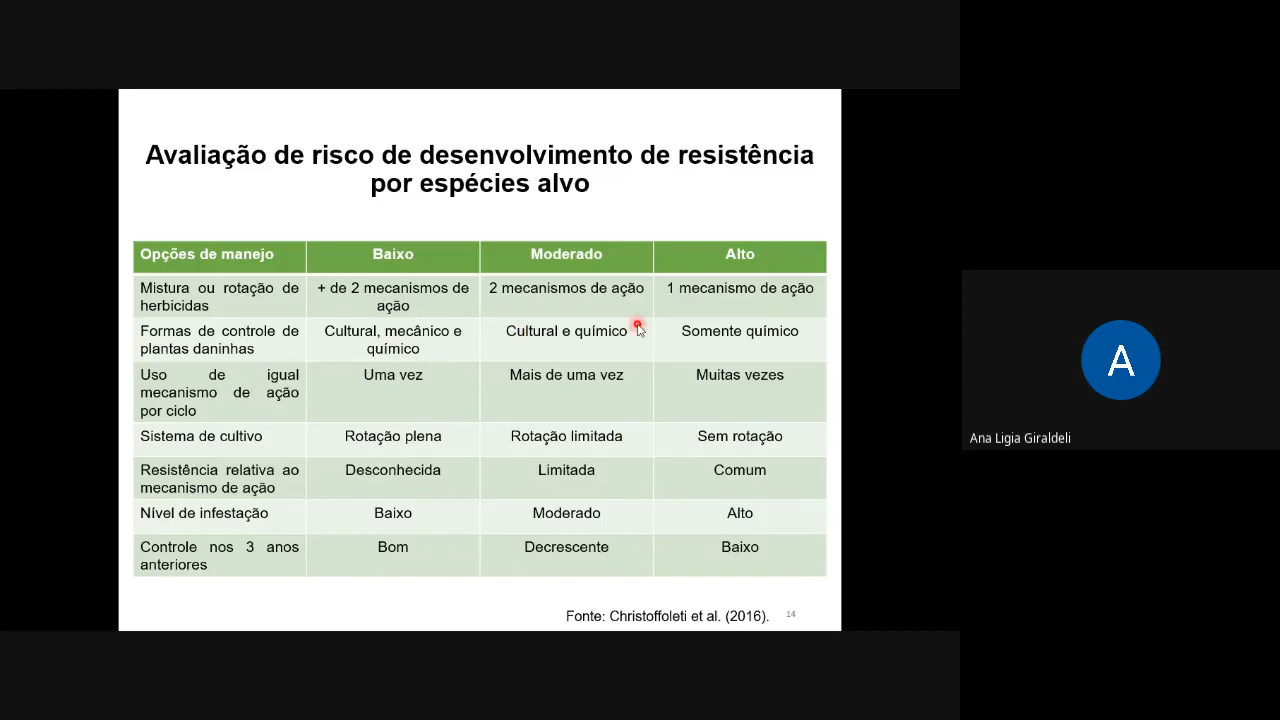 Avaliação de risco de desenvolvimento de resistência
por espécies alvo
Opções de manejo Baixo Moderado Alto
Mistura ou rotação de herbicidas + de 2 mecanismos de ação 2 mecanismos de ação 1 mecanismo de ação
Formas de controle de plantas daninhas Cultural, mecânico e químico Cultural e químico Somente químico
Uso de igual mecanismo de ação por ciclo Uma vez Mais de uma vez Muitas vezes
Sistema de cultivo Rotação plena Rotação limitada Sem rotação
Resistência relativa ao mecanismo de ação Desconhecida Limitada Comum
Nível de infestação Baixo Moderado Alto
Controle nos 3 anos anteriores Bom Decrescente Baixo
Fonte: Christoffoleti et al. (2016). 14
A
Ana Ligia Giraldeli